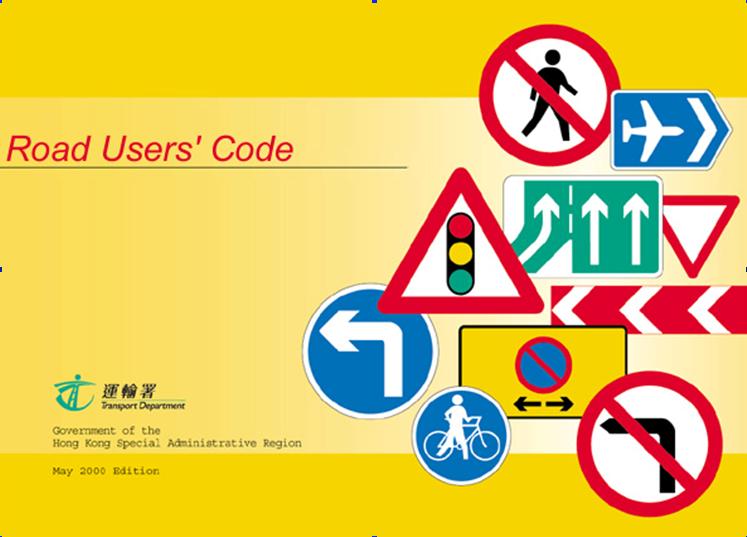 Road Users' Code
運輸署
Transport Department
Government of the
Hong Kong Special Administrative Region
May 2000 Edition